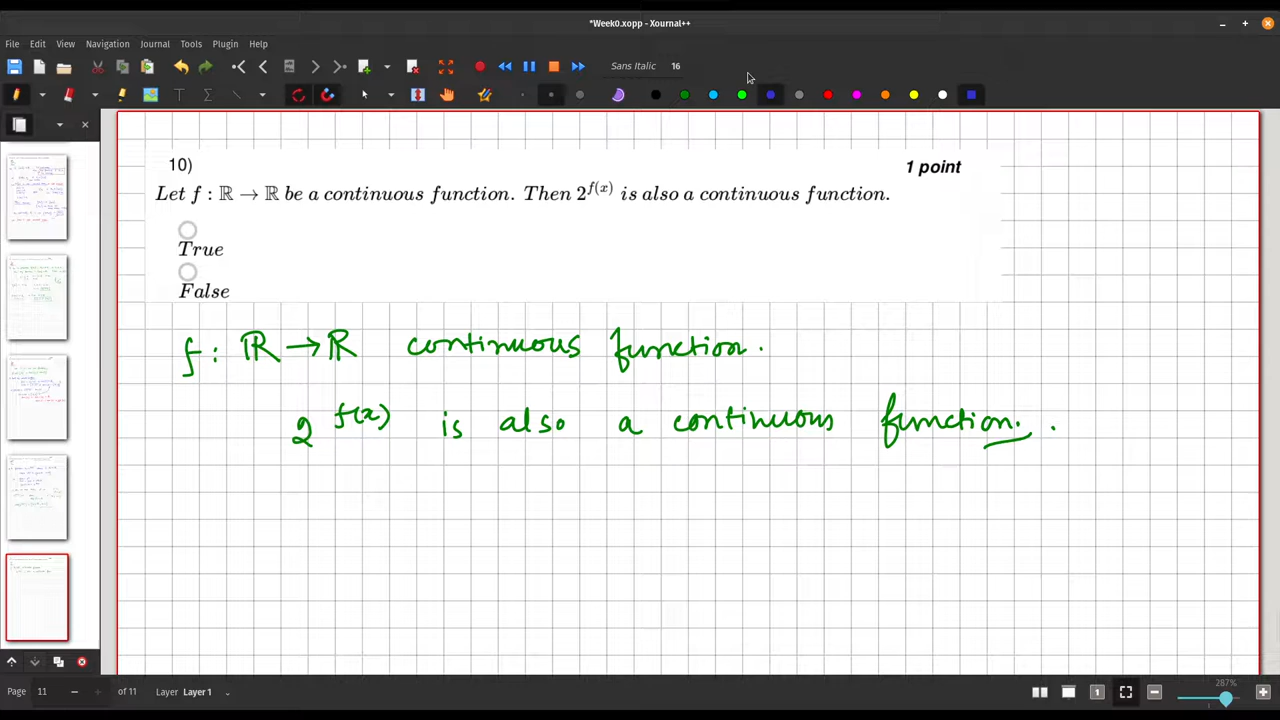 *Week0.xopp - Xournal++
File Edit View Navigation Journal Tools Plugin Help
Sans Italic 16
10)
1 point
Let f : ℝ → ℝ be a continuous function. Then 2^{f(x)} is also a continuous function.
True
False
f : ℝ → ℝ continuous function.
2^{f(x)} is also a continuous function. .
Page 11 of 11 Layer Layer 1
287%